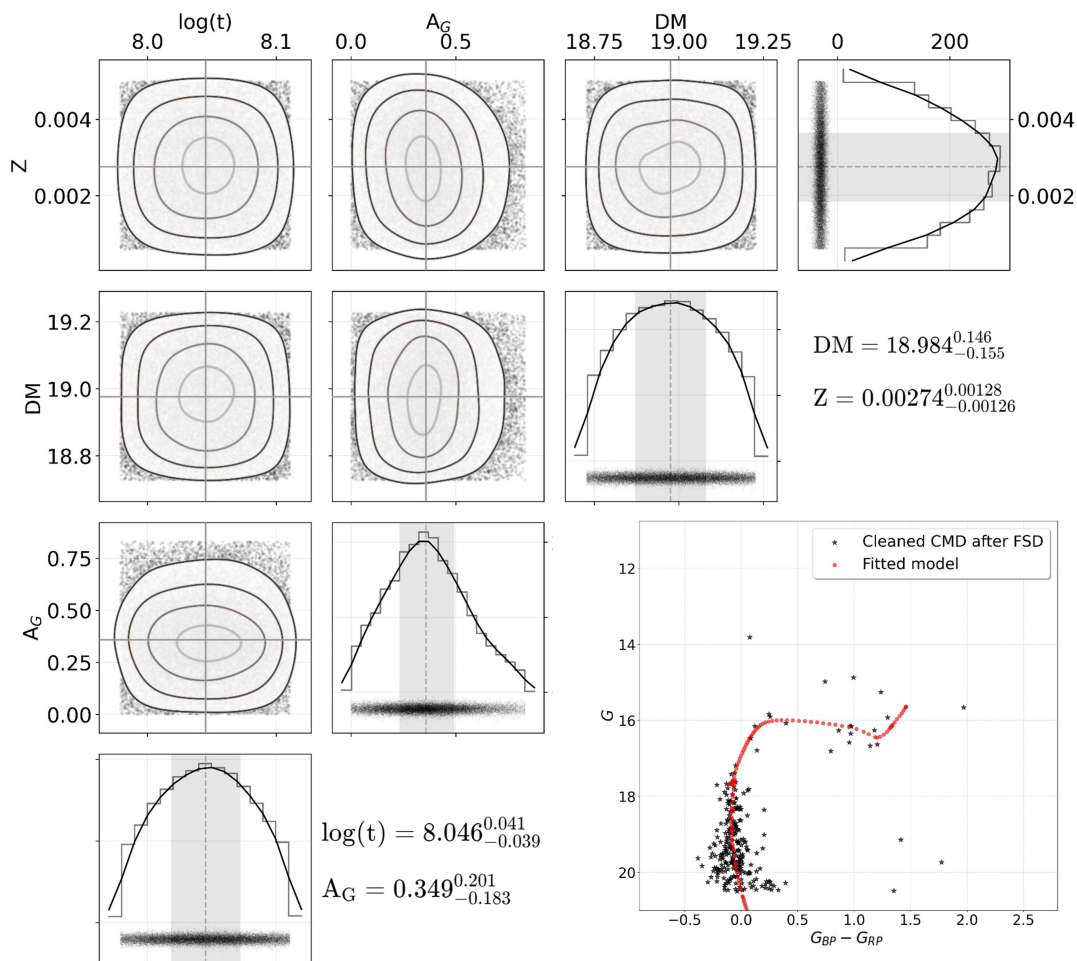 log(t) A_G DM
8.0 8.1 0.0 0.5 18.75 19.00 19.25 0 200
Z 0.004 0.002 0.004 0.002
DM 19.2 19.0 18.8
DM = 18.984^{0.146}_{-0.155}
Z = 0.00274^{0.00128}_{-0.00126}
A_G 0.75 0.50 0.25 0.00
log(t) = 8.046^{0.041}_{-0.039}
A_G = 0.349^{0.201}_{-0.183}
Cleaned CMD after FSD
Fitted model
G 12 14 16 18 20
−0.5 0.0 0.5 1.0 1.5 2.0 2.5
G_{BP} − G_{RP}